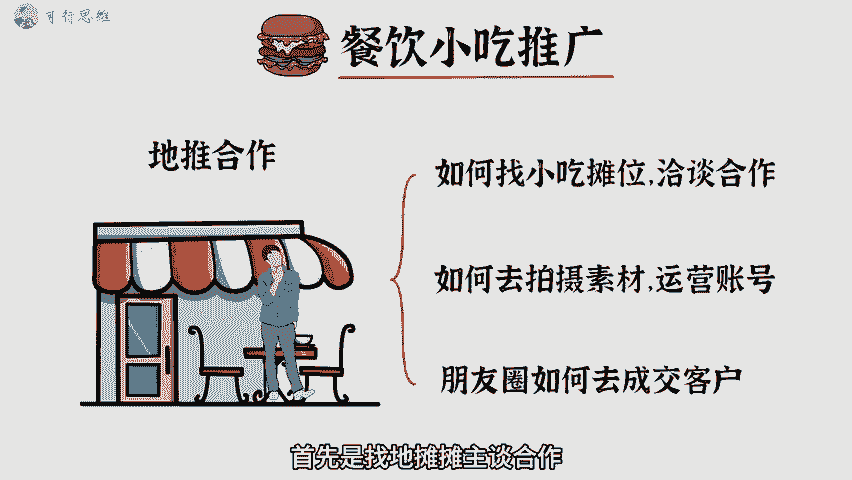 可行思维
餐饮小吃推广
地推合作
如何找小吃摊位,洽谈合作
如何去拍摄素材,运营账号
朋友圈如何去成交客户
首先是找地摊摊主谈合作